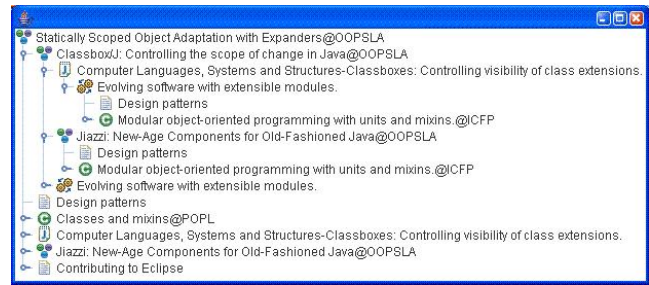 Statically Scoped Object Adaptation with Expanders@OOPSLA
Classbox/J: Controlling the scope of change in Java@OOPSLA
Computer Languages, Systems and Structures-Classboxes: Controlling visibility of class extensions.
Evolving software with extensible modules.
Design patterns
Modular object-oriented programming with units and mixins.@ICFP
Jiazzi: New-Age Components for Old-Fashioned Java@OOPSLA
Design patterns
Modular object-oriented programming with units and mixins.@ICFP
Evolving software with extensible modules.
Design patterns
Classes and mixins@POPL
Computer Languages, Systems and Structures-Classboxes: Controlling visibility of class extensions.
Jiazzi: New-Age Components for Old-Fashioned Java@OOPSLA
Contributing to Eclipse